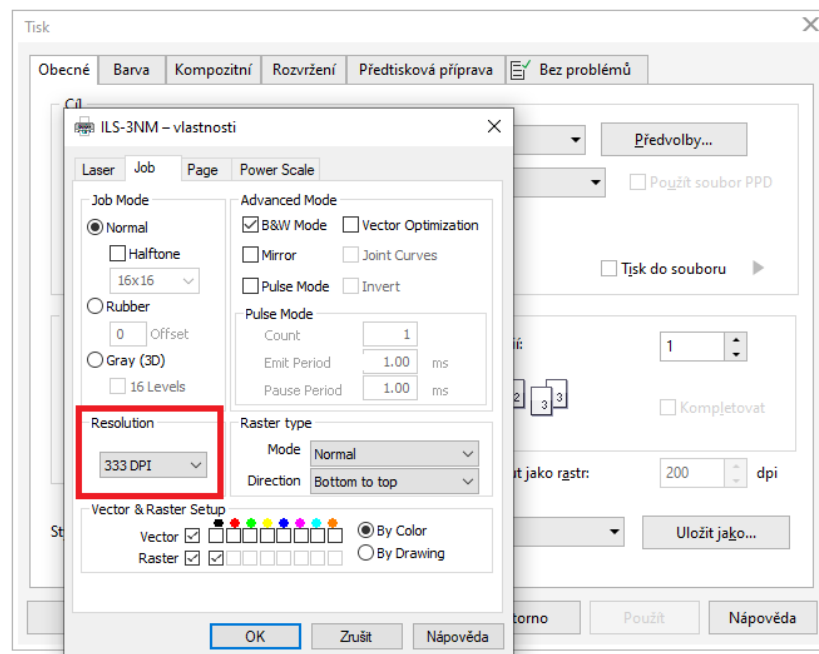 Tisk
Obecné Barva Kompozitní Rozvržení Předtisková příprava Bez problémů
Cíl
ILS-3NM – vlastnosti
Předvolby...
Laser Job Page Power Scale
Použít soubor PPD
Job Mode
Normal
Halftone
16x16
Rubber
0 Offset
Gray (3D)
16 Levels
Advanced Mode
B&W Mode Vector Optimization
Mirror Joint Curves
Pulse Mode Invert
Pulse Mode
Count 1
Emit Period 1.00 ms
Pause Period 1.00 ms
Tisk do souboru
1
2 3 3
Kompletovat
Resolution
333 DPI
Raster type
Mode Normal
Direction Bottom to top
jako rastr: 200 dpi
Vector & Raster Setup
Vector
Raster
By Color
By Drawing
St
Uložit jako...
OK Zrušit Nápověda
torno Použít Nápověda